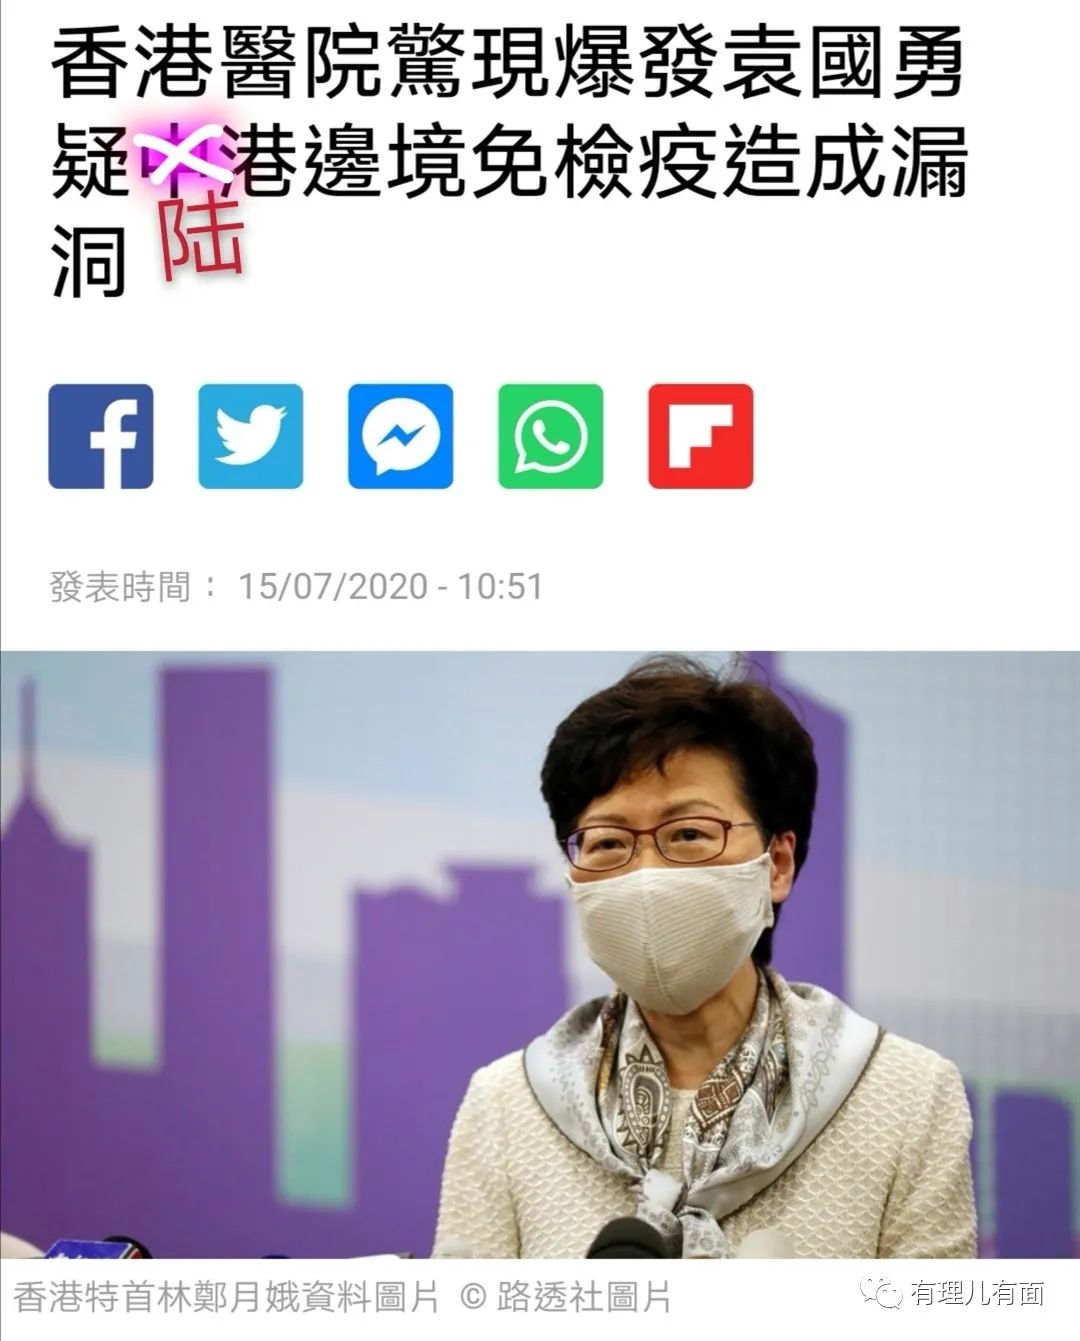 香港醫院驚現爆發袁國勇
疑中港邊境免檢疫造成漏
陆
洞
發表時間： 15/07/2020 - 10:51
香港特首林鄭月娥資料圖片 © 路透社圖片
有理儿有面